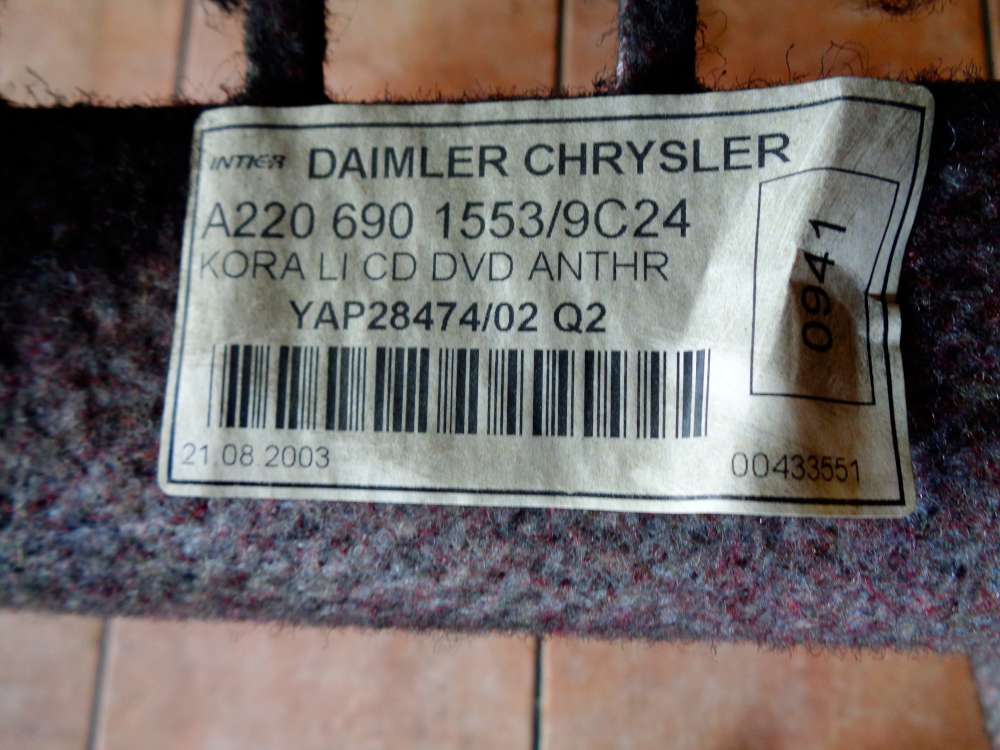 INTIER DAIMLER CHRYSLER
A220 690 1553/9C24
KORA LI CD DVD ANTHR
YAP28474/02 Q2
0941
21.08 2003 00433551